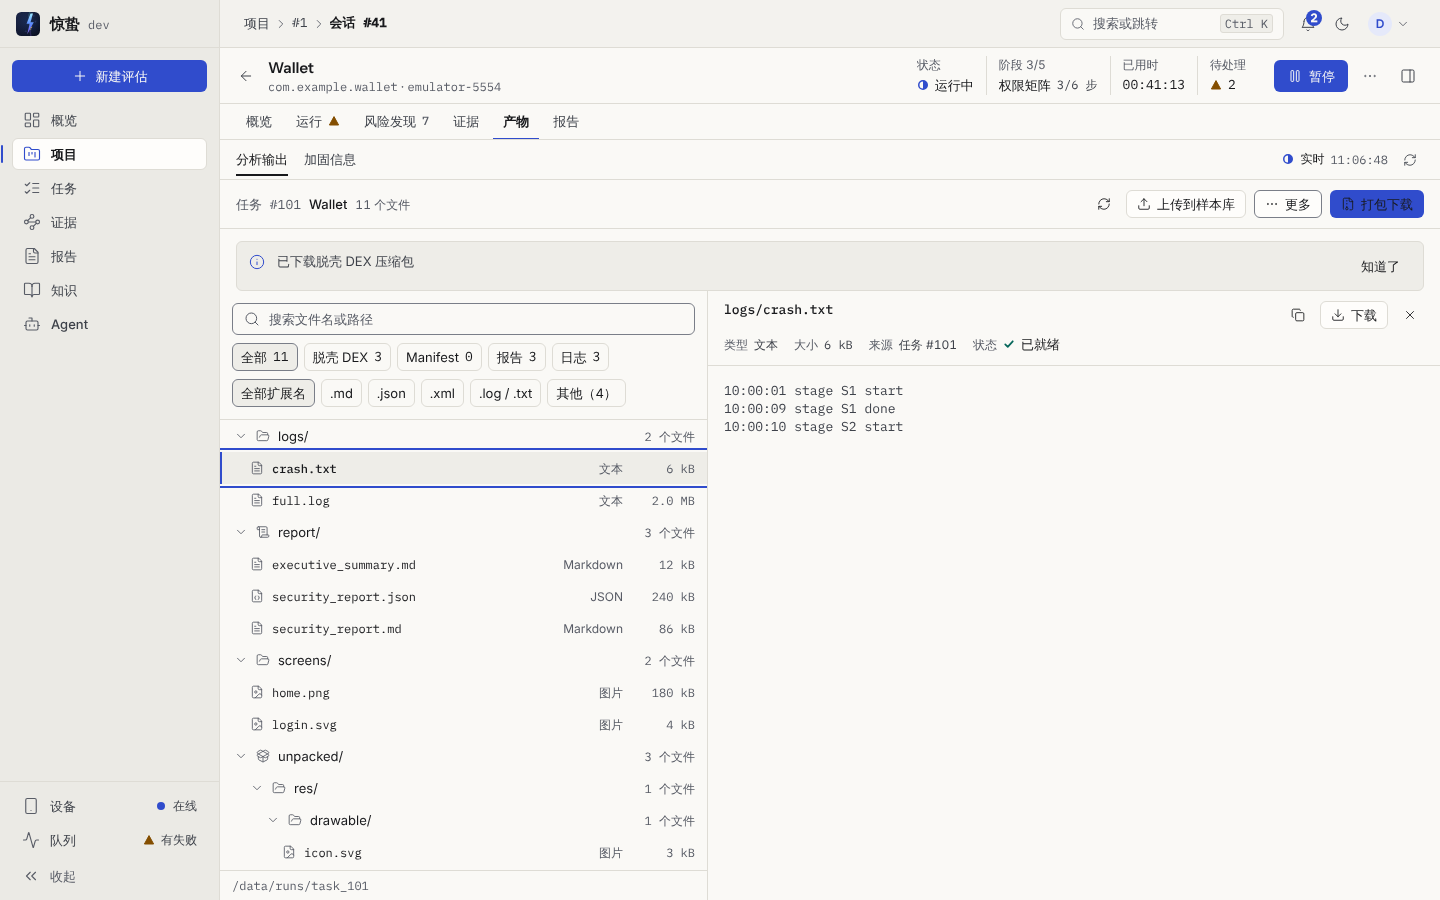 惊蛰 dev
项目 > #1 > 会话 #41
搜索或跳转 Ctrl K
2
D
新建评估
概览
项目
任务
证据
报告
知识
Agent
设备 在线
队列 有失败
收起
Wallet
com.example.wallet · emulator-5554
状态
运行中
阶段 3/5
权限矩阵 3/6 步
已用时
00:41:13
待处理
2
暂停
概览 运行 风险发现 7 证据 产物 报告
分析输出 加固信息
实时 11:06:48
任务 #101 Wallet 11 个文件
上传到样本库 更多 打包下载
已下载脱壳 DEX 压缩包
知道了
搜索文件名或路径
全部 11 脱壳 DEX 3 Manifest 0 报告 3 日志 3
全部扩展名 .md .json .xml .log / .txt 其他（4）
logs/ 2 个文件
crash.txt 文本 6 kB
full.log 文本 2.0 MB
report/ 3 个文件
executive_summary.md Markdown 12 kB
security_report.json JSON 240 kB
security_report.md Markdown 86 kB
screens/ 2 个文件
home.png 图片 180 kB
login.svg 图片 4 kB
unpacked/ 3 个文件
res/ 1 个文件
drawable/ 1 个文件
icon.svg 图片 3 kB
/data/runs/task_101
logs/crash.txt
下载
类型 文本 大小 6 kB 来源 任务 #101 状态 已就绪
10:00:01 stage S1 start
10:00:09 stage S1 done
10:00:10 stage S2 start